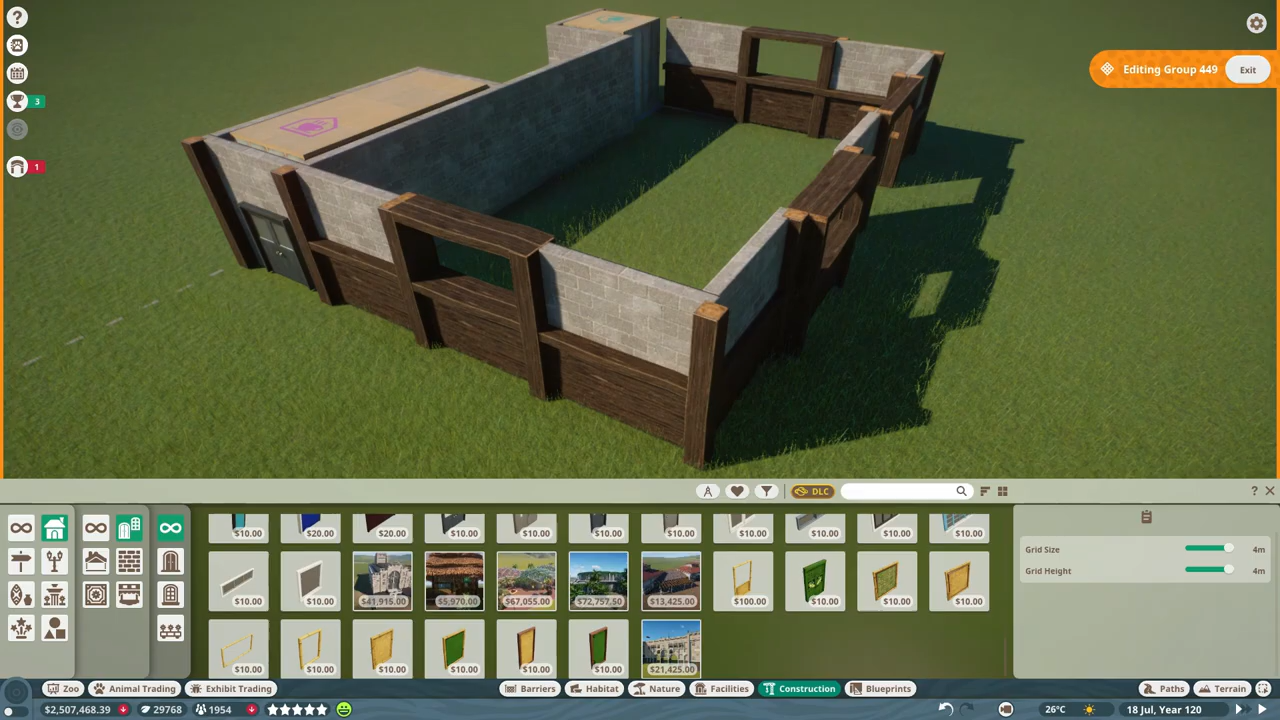 ?
3
1
Editing Group 449
Exit
DLC
?
$10.00 $20.00 $20.00 $10.00 $10.00 $10.00 $10.00 $10.00 $10.00 $10.00 $10.00
$10.00 $10.00 $41,915.00 $5,970.00 $67,055.00 $72,757.50 $13,425.00 $100.00 $10.00 $10.00 $10.00
$10.00 $10.00 $10.00 $10.00 $10.00 $10.00 $21,425.00
Grid Size 4m
Grid Height 4m
Zoo Animal Trading Exhibit Trading Barriers Habitat Nature Facilities Construction Blueprints Paths Terrain
$2,507,468.39 29768 1954 26°C 18 Jul, Year 120